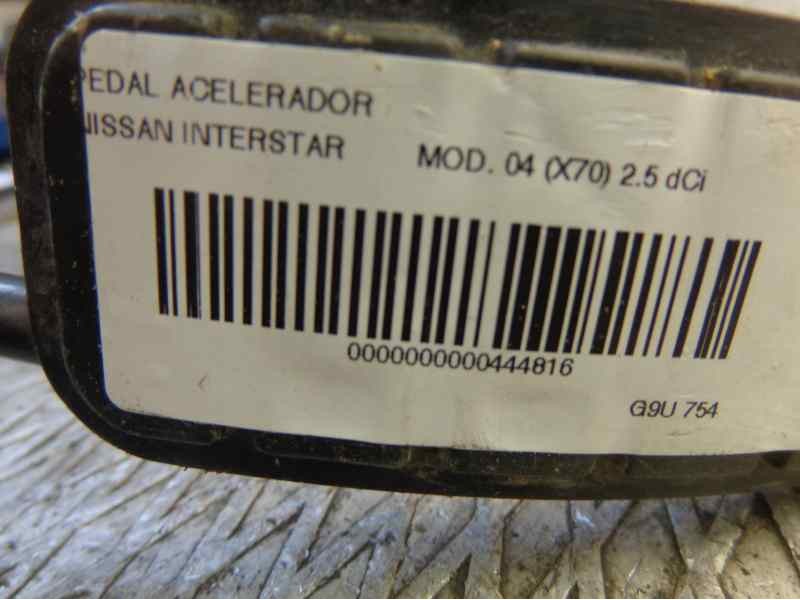 PEDAL ACELERADOR
NISSAN INTERSTAR MOD. 04 (X70) 2.5 dCi
0000000000444816
G9U 754